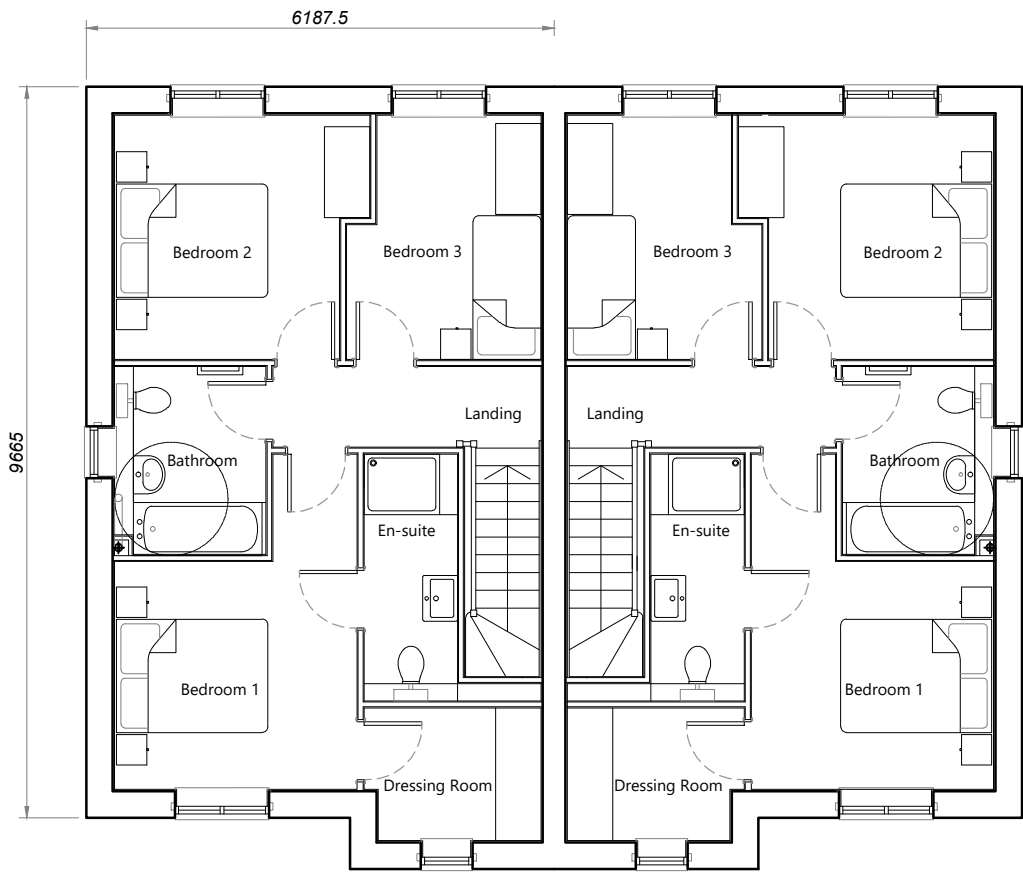 6187.5
9665
Bedroom 2
Bedroom 3
Bedroom 3
Bedroom 2
Landing
Landing
Bathroom
Bathroom
En-suite
En-suite
Bedroom 1
Bedroom 1
Dressing Room
Dressing Room